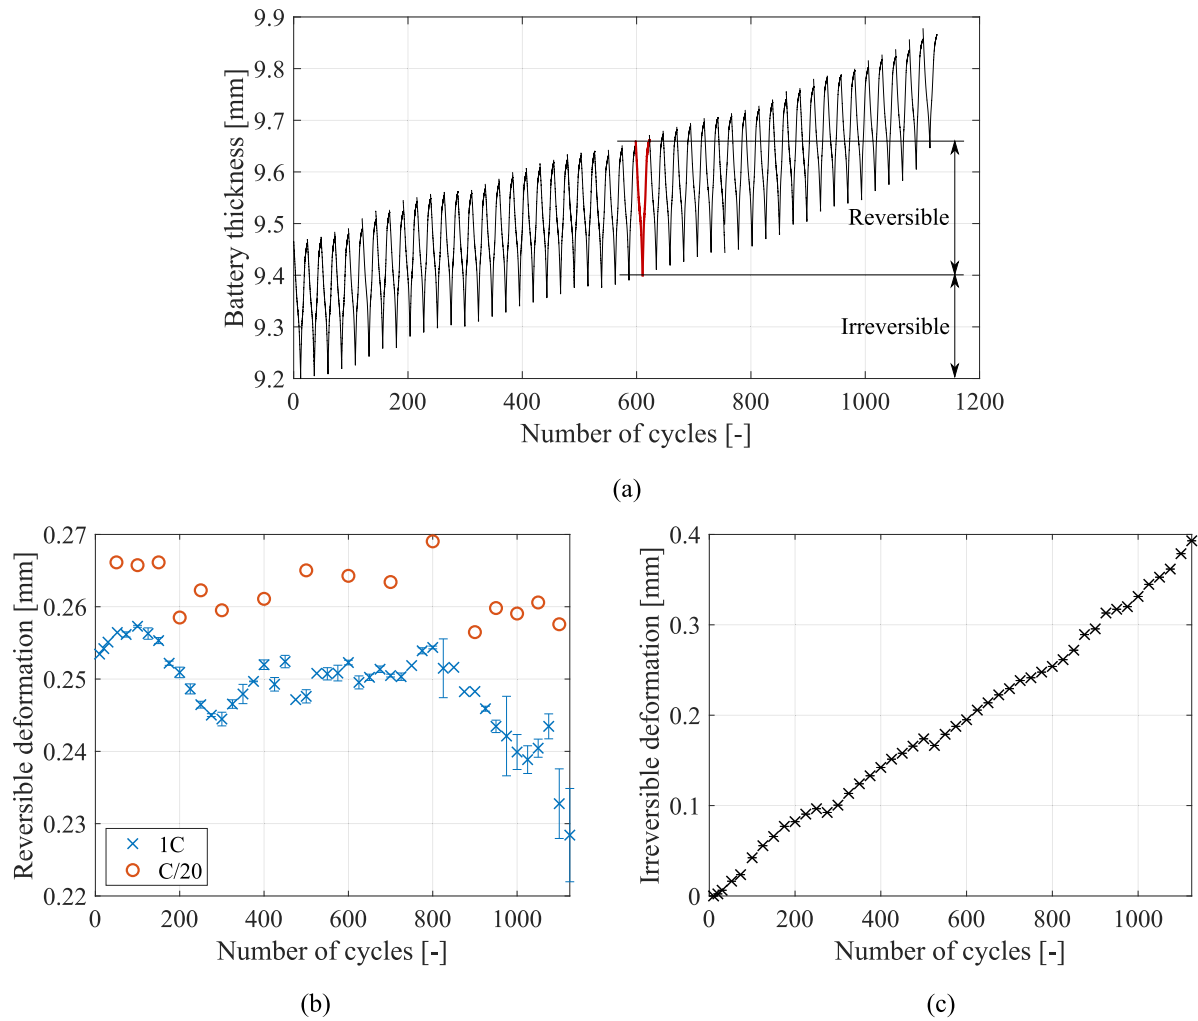 9.9
9.8
9.7
9.6
9.5
9.4
9.3
9.2
Battery thickness [mm]
Reversible
Irreversible
0 200 400 600 800 1000 1200
Number of cycles [-]
(a)
0.27
0.26
0.25
0.24
0.23
0.22
Reversible deformation [mm]
1C
C/20
0 200 400 600 800 1000
Number of cycles [-]
(b)
0.4
0.3
0.2
0.1
0
Irreversible deformation [mm]
0 200 400 600 800 1000
Number of cycles [-]
(c)